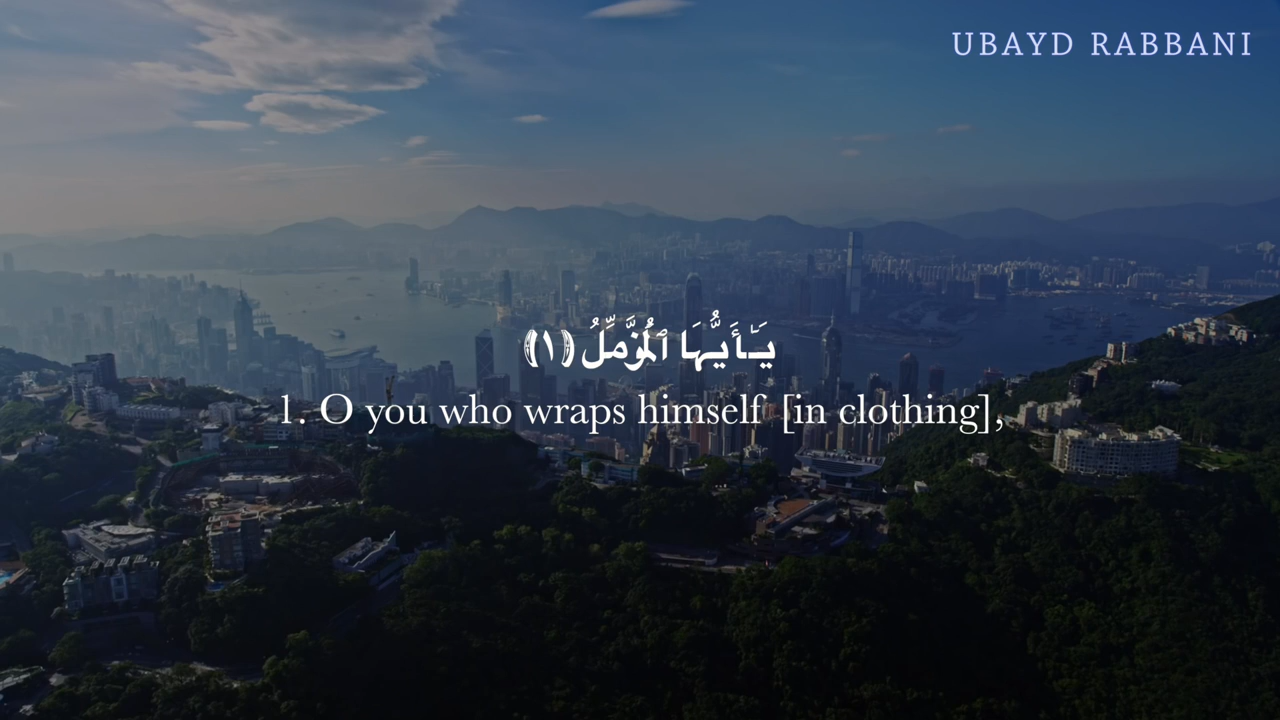 UBAYD RABBANI
يَـٰٓأَيُّهَا ٱلْمُزَّمِّلُ ﴿١﴾
1. O you who wraps himself [in clothing],